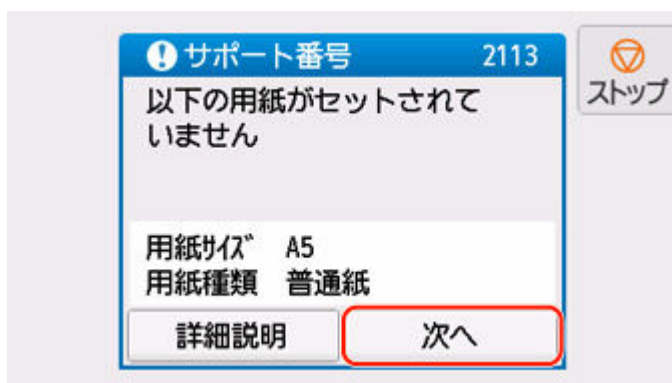 サポート番号 2113
ストップ
以下の用紙がセットされて
いません
用紙ｻｲｽﾞ A5
用紙種類 普通紙
詳細説明 次へ